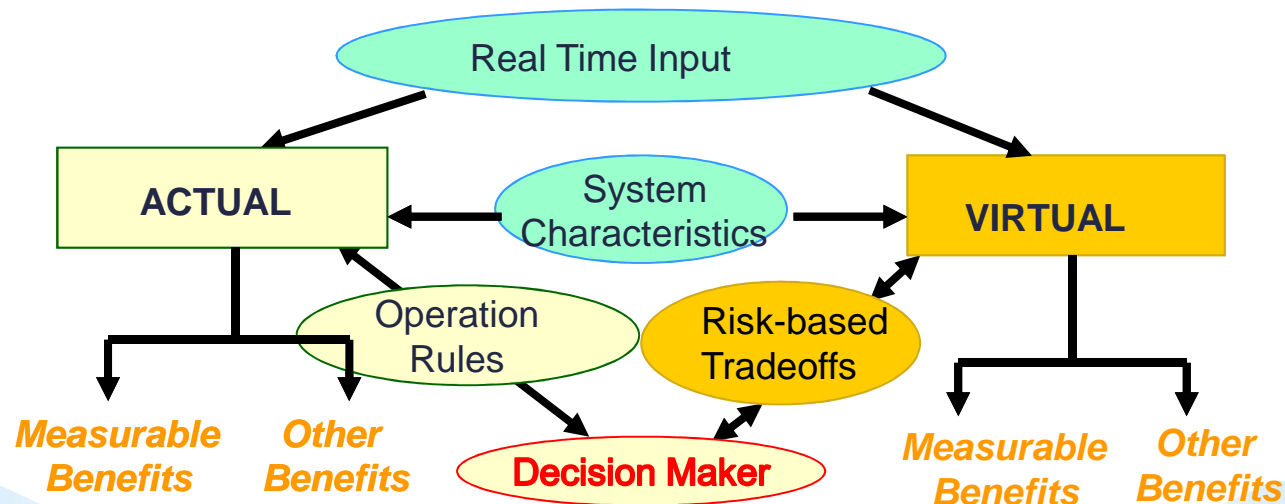 Real Time Input
ACTUAL
System
Characteristics
VIRTUAL
Operation
Rules
Risk-based
Tradeoffs
Measurable
Benefits
Other
Benefits
Decision Maker
Measurable
Benefits
Other
Benefits